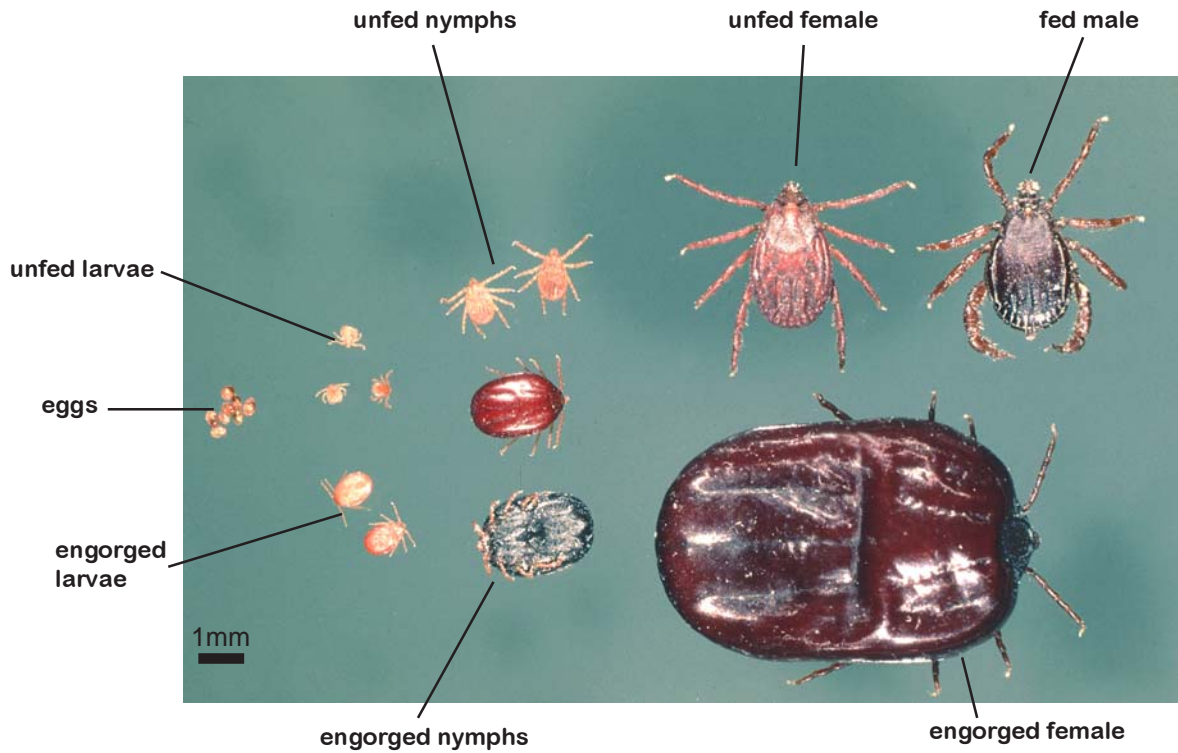 unfed nymphs
unfed female
fed male
unfed larvae
eggs
engorged
larvae
1mm
engorged nymphs
engorged female